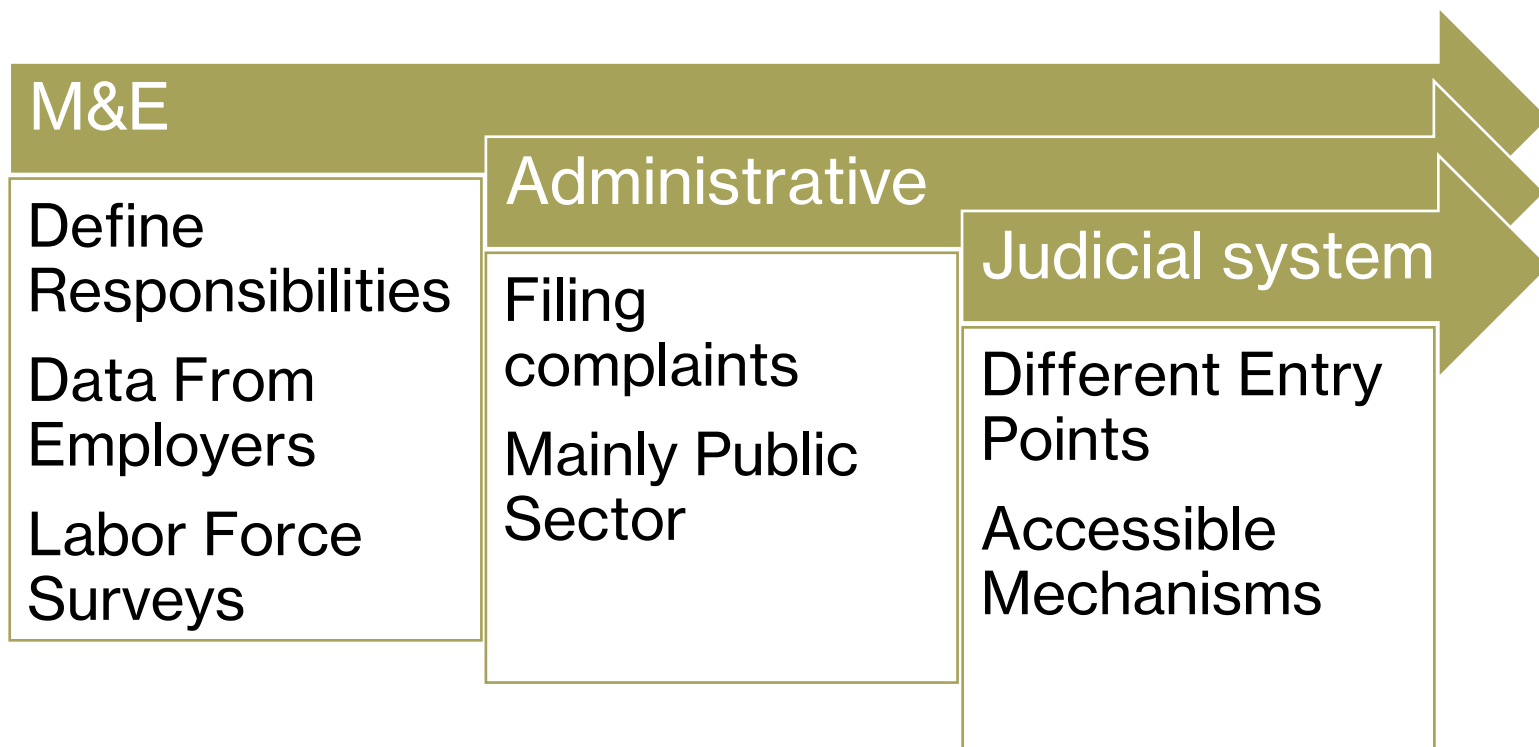 M&E
Define
Responsibilities
Data From
Employers
Labor Force
Surveys
Administrative
Filing
complaints
Mainly Public
Sector
Judicial system
Different Entry
Points
Accessible
Mechanisms